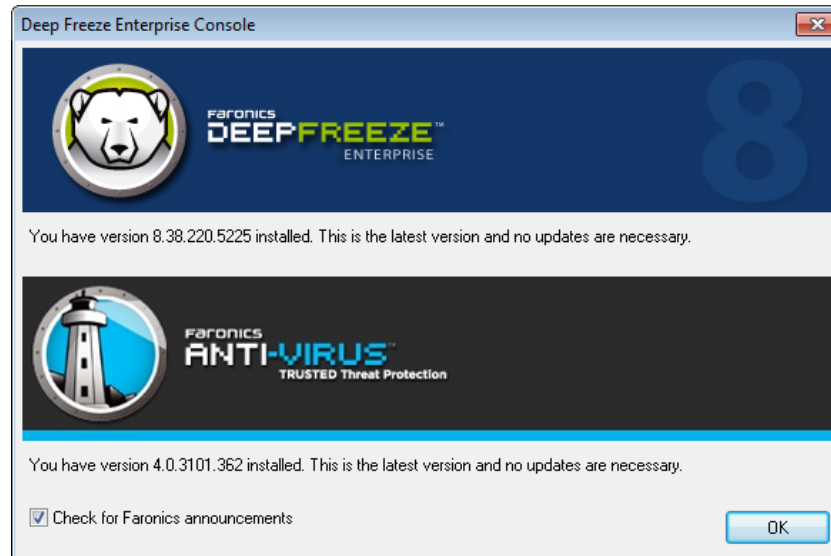 Deep Freeze Enterprise Console
8
Faronics
DEEPFREEZE™
ENTERPRISE
You have version 8.38.220.5225 installed. This is the latest version and no updates are necessary.
Faronics
ANTI-VIRUS™
TRUSTED Threat Protection
You have version 4.0.3101.362 installed. This is the latest version and no updates are necessary.
Check for Faronics announcements
OK